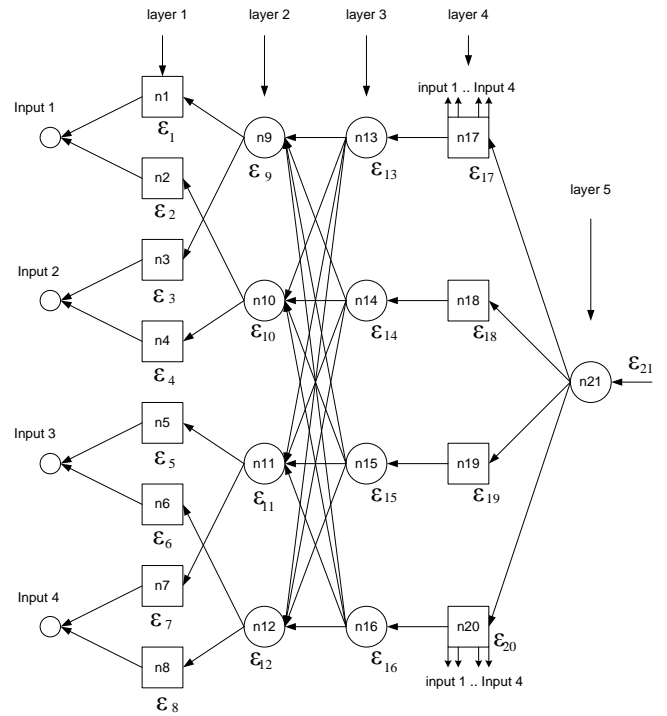 layer 1
layer 2
layer 3
layer 4
input 1 .. Input 4
Input 1
n1
ε1
n9
ε9
n13
ε13
n17
ε17
n2
ε2
layer 5
Input 2
n3
ε3
n10
ε10
n14
ε14
n18
ε18
n4
ε4
n21
ε21
Input 3
n5
ε5
n11
ε11
n15
ε15
n19
ε19
n6
ε6
Input 4
n7
ε7
n12
ε12
n16
ε16
n20
ε20
n8
ε8
input 1 .. Input 4